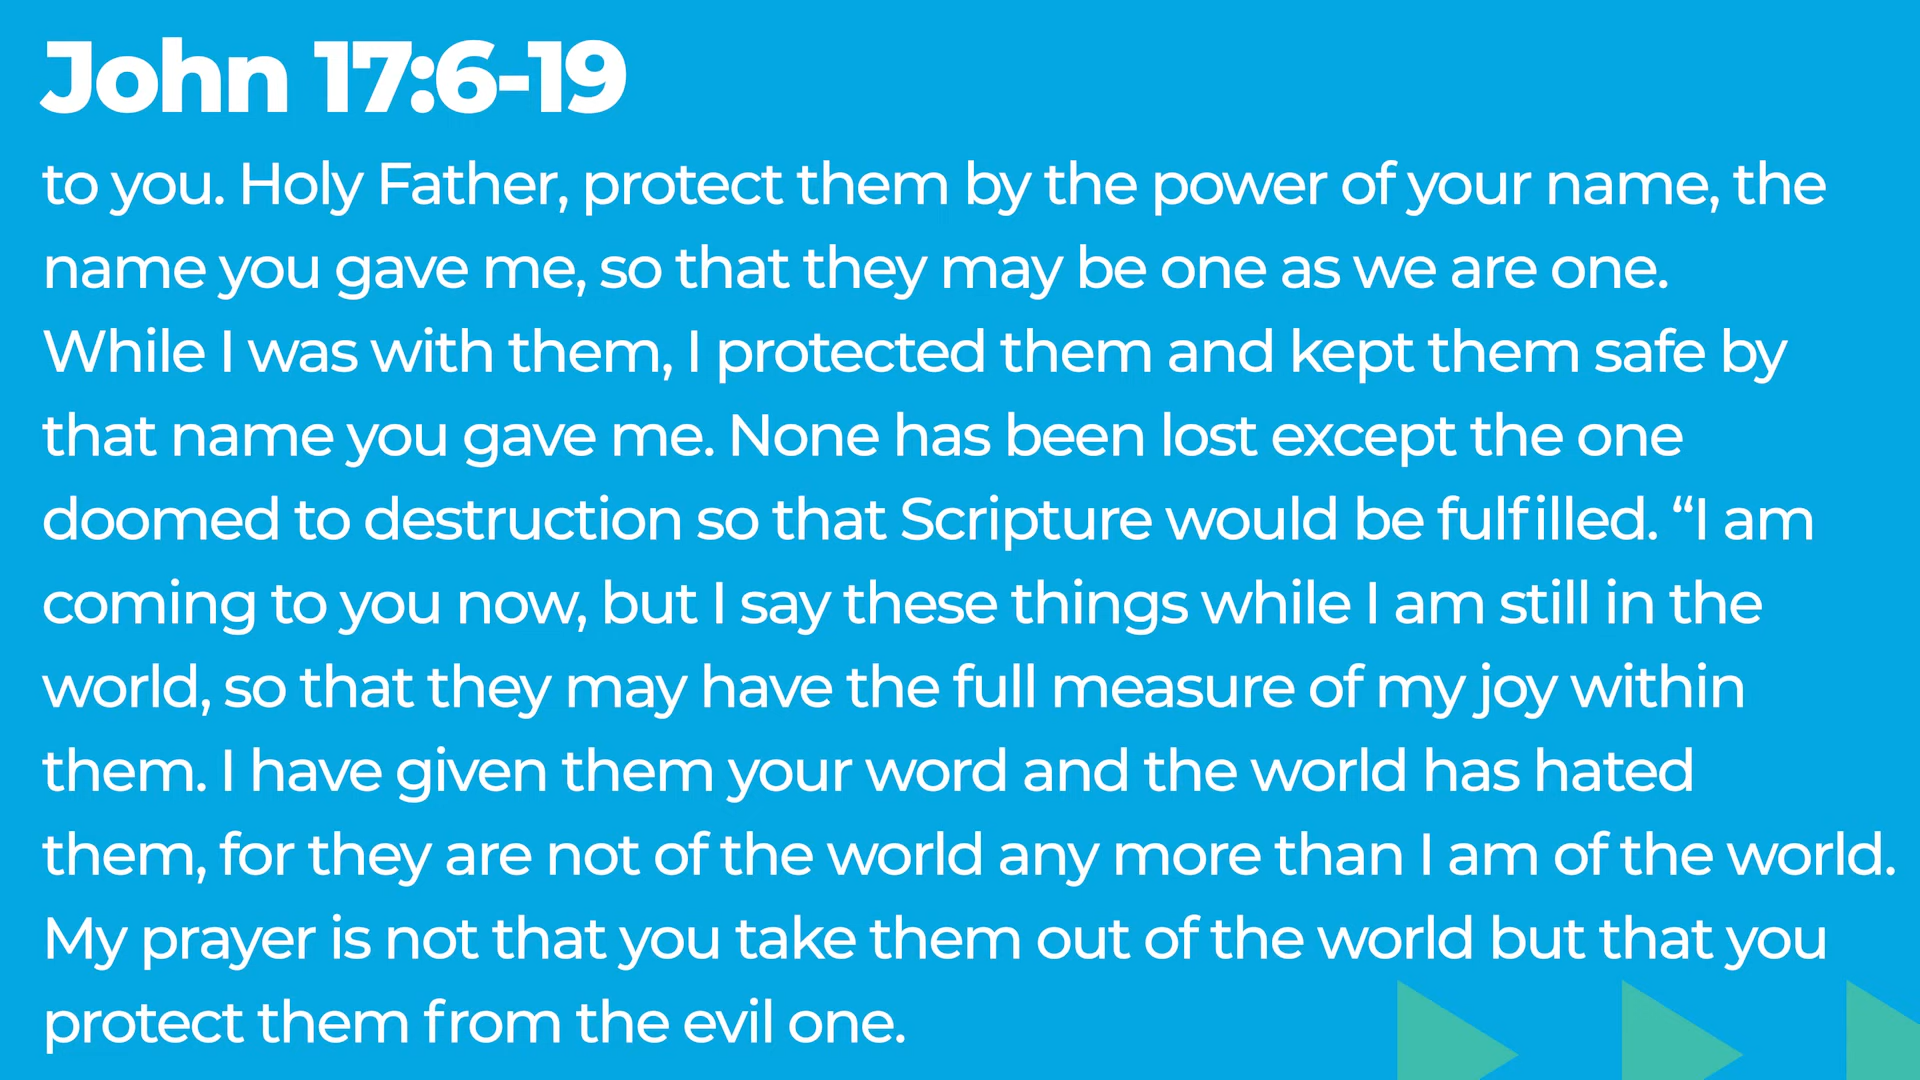 John 17:6-19
to you. Holy Father, protect them by the power of your name, the
name you gave me, so that they may be one as we are one.
While I was with them, I protected them and kept them safe by
that name you gave me. None has been lost except the one
doomed to destruction so that Scripture would be fulfilled. “I am
coming to you now, but I say these things while I am still in the
world, so that they may have the full measure of my joy within
them. I have given them your word and the world has hated
them, for they are not of the world any more than I am of the world.
My prayer is not that you take them out of the world but that you
protect them from the evil one.